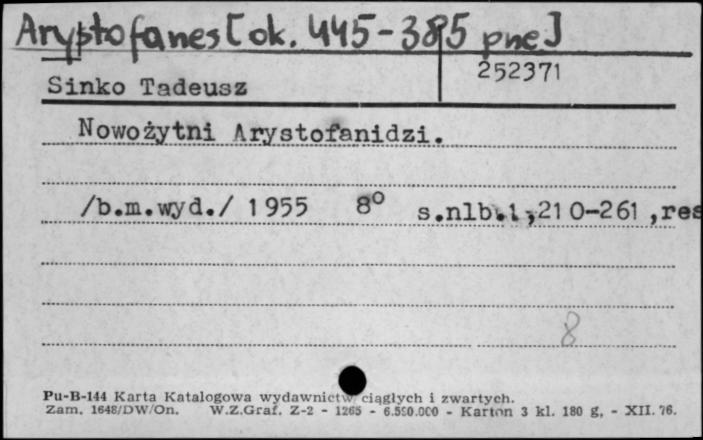 Arystofanes [ok. 445-385 pne]
252371
Sinko Tadeusz
Nowożytni Arystofanidzi.
/b.m.wyd./ 1955 8° s.nlb.1,210-261,res
8
Pu-B-144 Karta Katalogowa wydawnictw ciągłych i zwartych.
Zam. 1648/DW/On. W.Z.Graf. Z-2 - 1265 - 6.550.000 - Karton 3 kl. 180 g. - XII. 76.